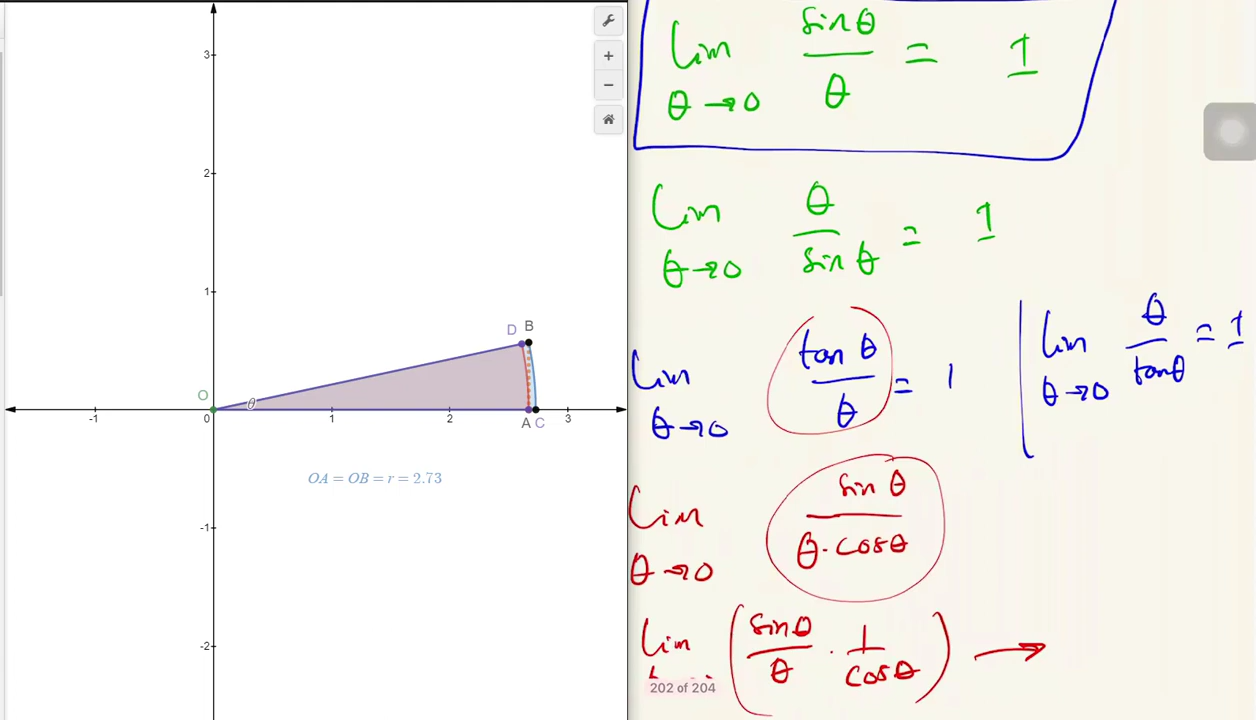 3
2
1
D B
O
θ
-1 0 1 2 A C 3
OA = OB = r = 2.73
-1
-2
Lim θ→0 sinθ/θ = 1
Lim θ→0 θ/sinθ = 1
Lim θ→0 tanθ/θ = 1
Lim θ→0 θ/tanθ = 1
Lim θ→0 sinθ/θ·cosθ
Lim (sinθ/θ · 1/cosθ) →
202 of 204